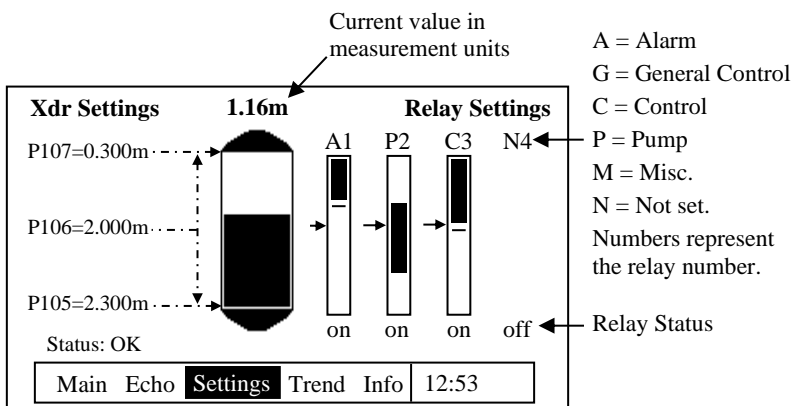 Current value in
measurement units
Xdr Settings 1.16m Relay Settings
P107=0.300m
P106=2.000m
P105=2.300m
A1 P2 C3 N4
on on on off
Status: OK
Main Echo Settings Trend Info 12:53
A = Alarm
G = General Control
C = Control
P = Pump
M = Misc.
N = Not set.
Numbers represent
the relay number.
Relay Status